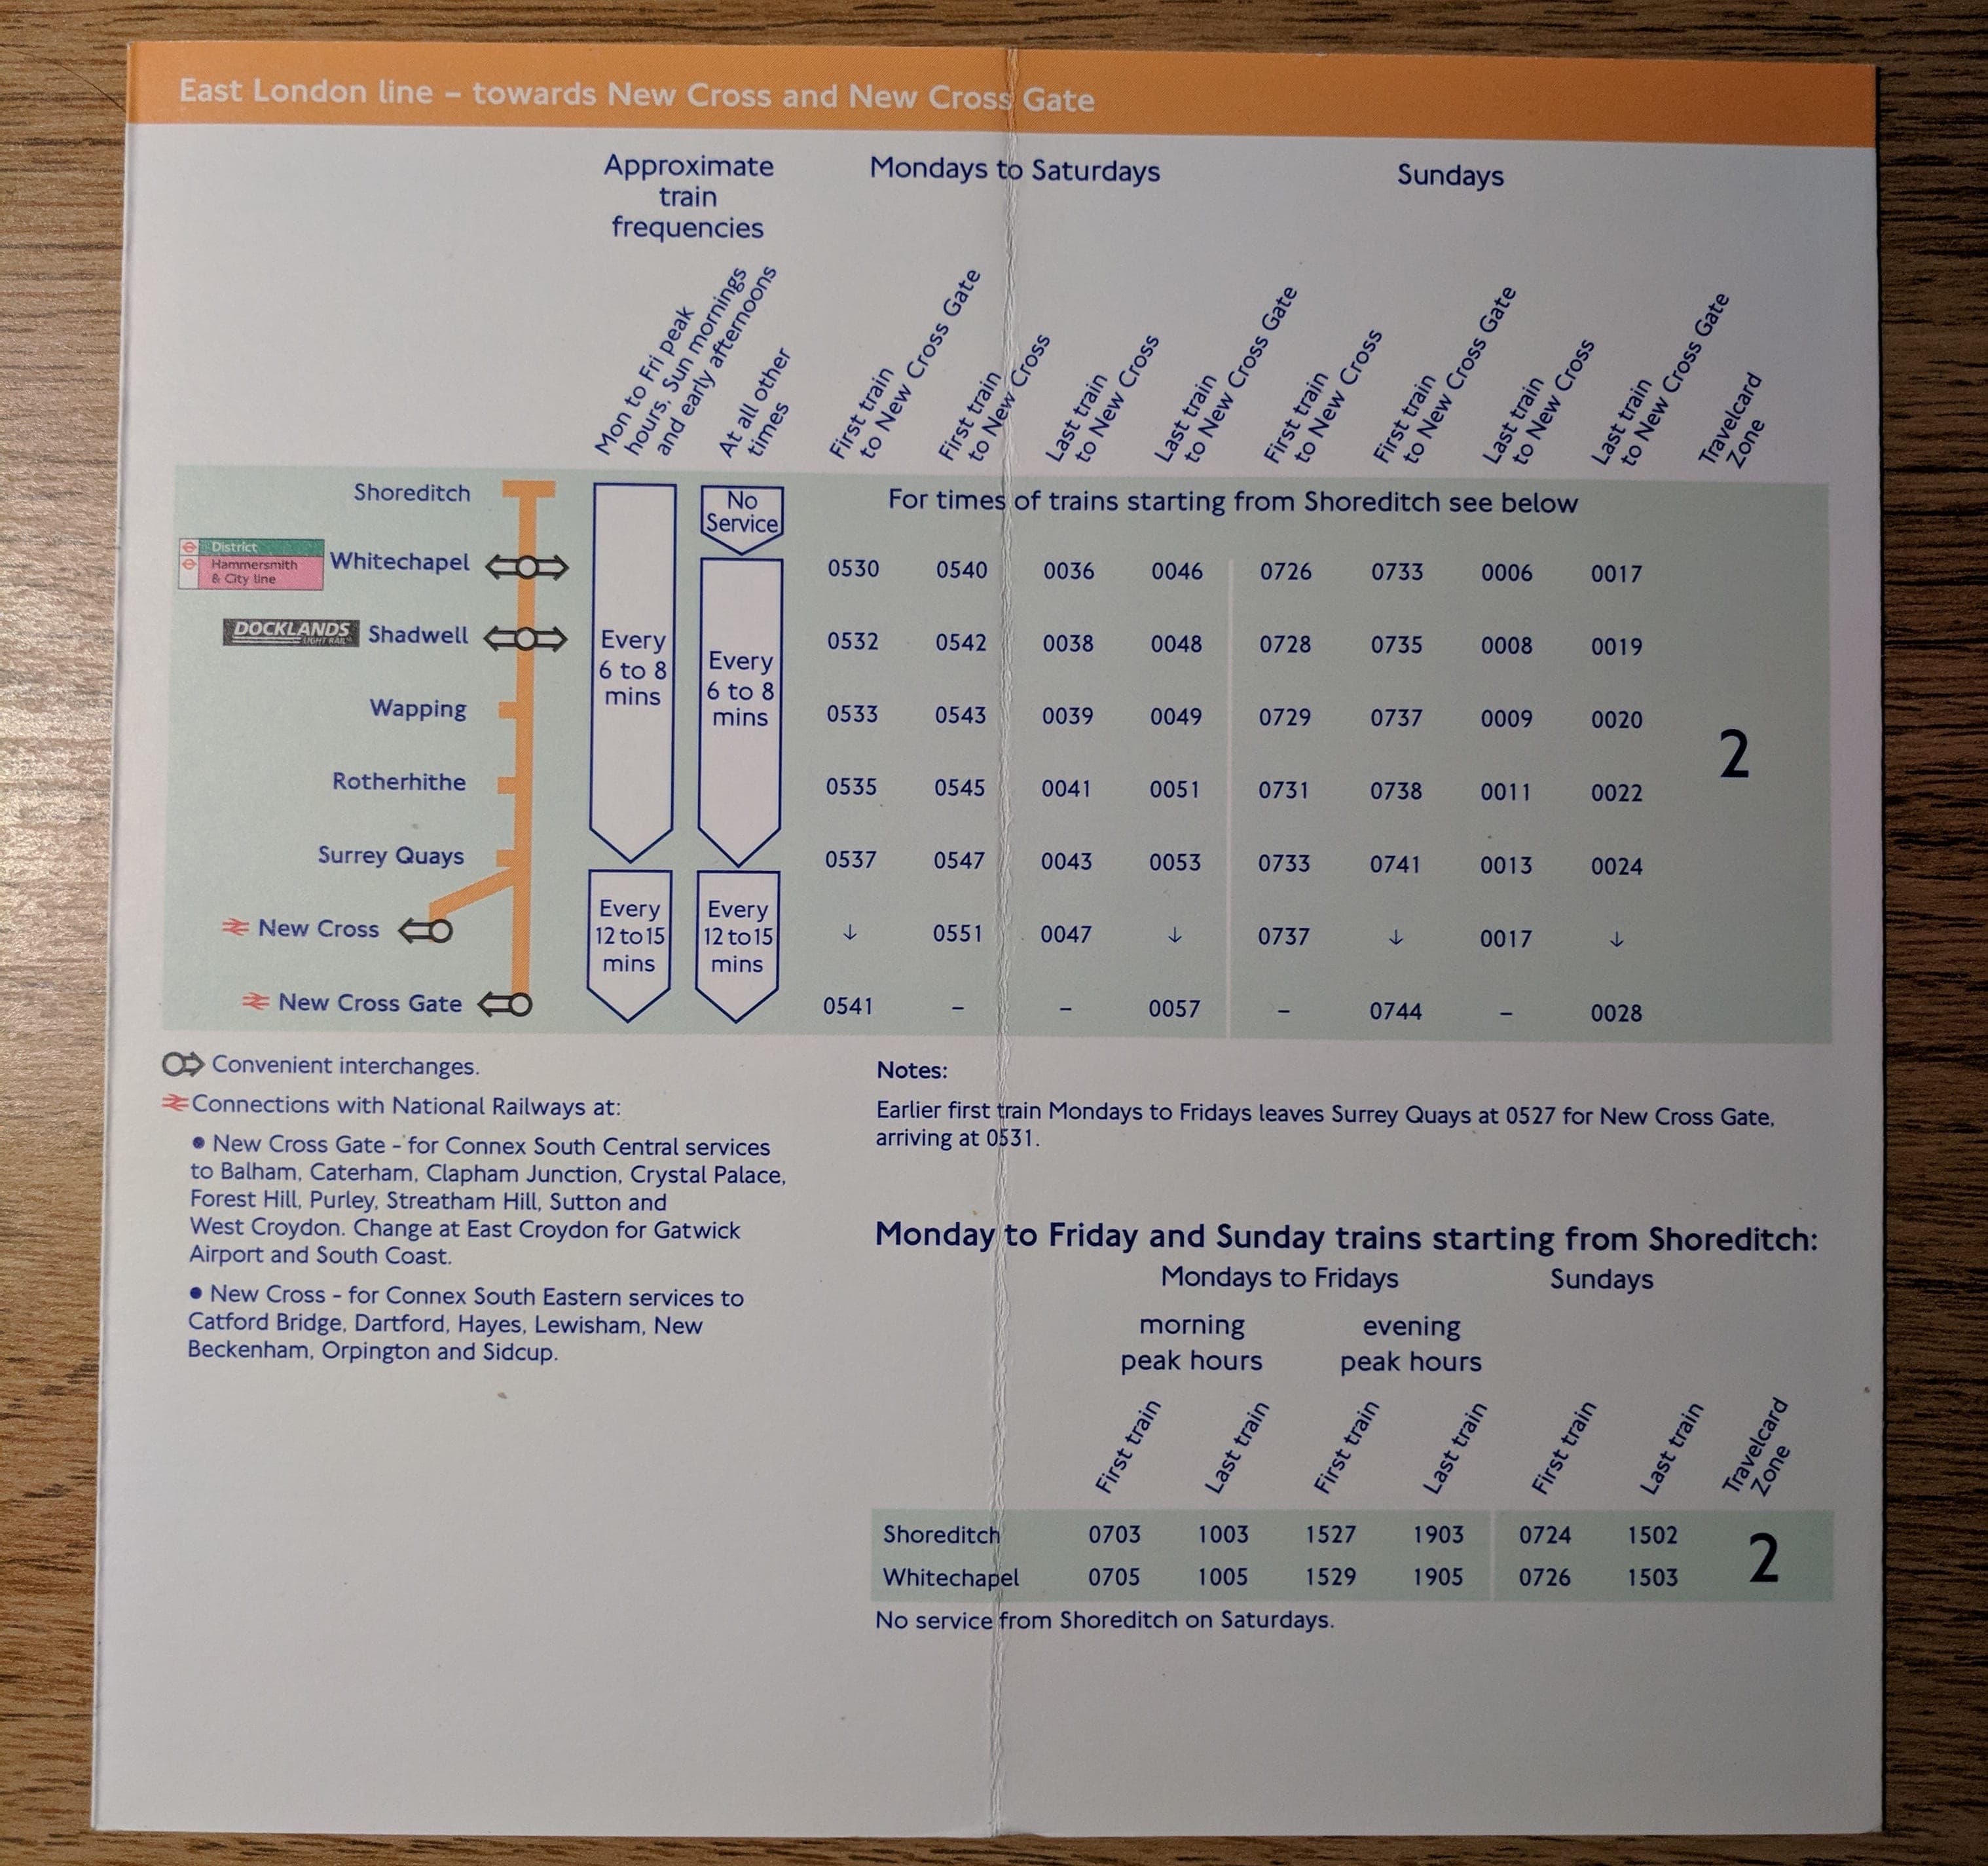 East London line – towards New Cross and New Cross Gate
Approximate
train
frequencies
Mondays to Saturdays
Sundays
Mon to Fri peak
hours, Sun mornings
and early afternoons
At all other
times
First train
to New Cross Gate
First train
to New Cross
Last train
to New Cross
Last train
to New Cross Gate
First train
to New Cross
First train
to New Cross Gate
Last train
to New Cross
Last train
to New Cross Gate
Travelcard
Zone
Shoreditch
No
Service
For times of trains starting from Shoreditch see below
District
Hammersmith
& City line
Whitechapel 0530 0540 0036 0046 0726 0733 0006 0017
DOCKLANDS
LIGHT RAIL
Shadwell 0532 0542 0038 0048 0728 0735 0008 0019
Every
6 to 8
mins
Every
6 to 8
mins
Wapping 0533 0543 0039 0049 0729 0737 0009 0020
2
Rotherhithe 0535 0545 0041 0051 0731 0738 0011 0022
Surrey Quays 0537 0547 0043 0053 0733 0741 0013 0024
Every
12 to 15
mins
Every
12 to 15
mins
New Cross ↓ 0551 0047 ↓ 0737 ↓ 0017 ↓
New Cross Gate 0541 – – 0057 – 0744 – 0028
Convenient interchanges.
Connections with National Railways at:
• New Cross Gate - for Connex South Central services
to Balham, Caterham, Clapham Junction, Crystal Palace,
Forest Hill, Purley, Streatham Hill, Sutton and
West Croydon. Change at East Croydon for Gatwick
Airport and South Coast.
• New Cross - for Connex South Eastern services to
Catford Bridge, Dartford, Hayes, Lewisham, New
Beckenham, Orpington and Sidcup.
Notes:
Earlier first train Mondays to Fridays leaves Surrey Quays at 0527 for New Cross Gate,
arriving at 0531.
Monday to Friday and Sunday trains starting from Shoreditch:
Mondays to Fridays
Sundays
morning
peak hours
evening
peak hours
First train
Last train
First train
Last train
First train
Last train
Travelcard
Zone
Shoreditch 0703 1003 1527 1903 0724 1502
Whitechapel 0705 1005 1529 1905 0726 1503
2
No service from Shoreditch on Saturdays.